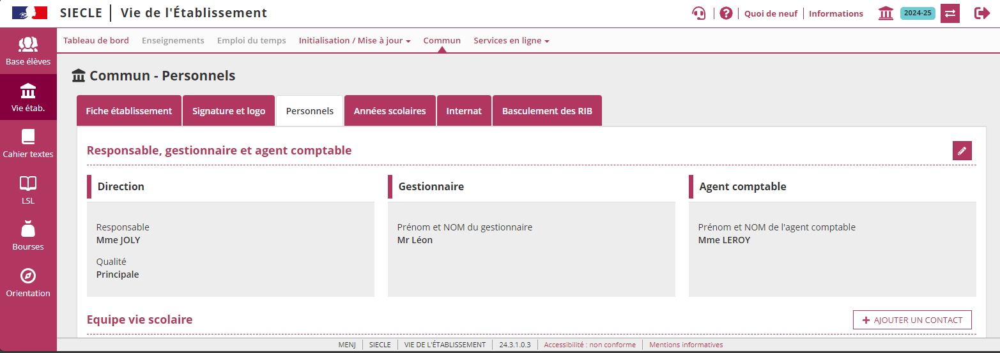 SIECLE | Vie de l'Établissement
Quoi de neuf | Informations
2024-25
Tableau de bord Enseignements Emploi du temps Initialisation / Mise à jour Commun Services en ligne
Base élèves
Vie étab.
Cahier textes
LSL
Bourses
Orientation
Commun - Personnels
Fiche établissement Signature et logo Personnels Années scolaires Internat Basculement des RIB
Responsable, gestionnaire et agent comptable
Direction
Responsable
Mme JOLY
Qualité
Principale
Gestionnaire
Prénom et NOM du gestionnaire
Mr Léon
Agent comptable
Prénom et NOM de l'agent comptable
Mme LEROY
Equipe vie scolaire
+ AJOUTER UN CONTACT
MENJ | SIECLE | VIE DE L'ÉTABLISSEMENT | 24.3.1.0.3 | Accessibilité : non conforme | Mentions informatives